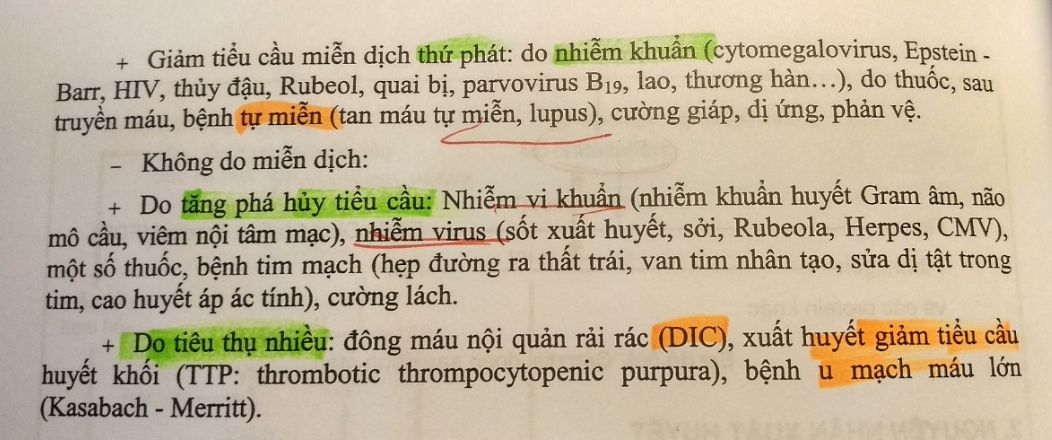 + Giảm tiểu cầu miễn dịch thứ phát: do nhiễm khuẩn (cytomegalovirus, Epstein -
Barr, HIV, thủy đậu, Rubeol, quai bị, parvovirus B19, lao, thương hàn...), do thuốc, sau
truyền máu, bệnh tự miễn (tan máu tự miễn, lupus), cường giáp, dị ứng, phản vệ.
- Không do miễn dịch:
+ Do tăng phá hủy tiểu cầu: Nhiễm vi khuẩn (nhiễm khuẩn huyết Gram âm, não
mô cầu, viêm nội tâm mạc), nhiễm virus (sốt xuất huyết, sởi, Rubeola, Herpes, CMV),
một số thuốc, bệnh tim mạch (hẹp đường ra thất trái, van tim nhân tạo, sửa dị tật trong
tim, cao huyết áp ác tính), cường lách.
+ Do tiêu thụ nhiều: đông máu nội quản rải rác (DIC), xuất huyết giảm tiểu cầu
huyết khối (TTP: thrombotic thrompocytopenic purpura), bệnh u mạch máu lớn
(Kasabach - Merritt).